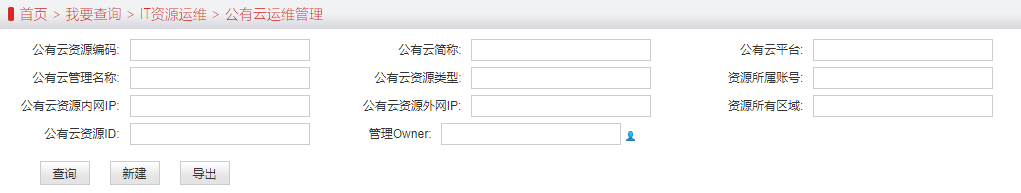 首页 > 我要查询 > IT资源运维 > 公有云运维管理
公有云资源编码: 公有云简称: 公有云平台:
公有云管理名称: 公有云资源类型: 资源所属账号:
公有云资源内网IP: 公有云资源外网IP: 资源所有区域:
公有云资源ID: 管理Owner:
查询 新建 导出